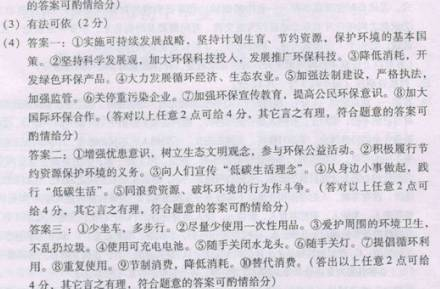 的答案可酌情给分）
(3) 有法可依（2 分）
(4) 答案一：①实施可持续发展战略，坚持计划生育、节约资源，保护环境的基本国
策。②坚持科学发展观，加大环保科技投入，发展推广环保科技。③降低消耗，开
发绿色环保产品。④大力发展循环经济、生态农业。⑤加强法制建设，严格执法，
加强监管。⑥关停重污染企业。⑦加强环保宣传教育，提高公民环保意识。⑧加大
国际环保合作。（答对以上任意 2 点可给 4 分，其它言之有理，符合题意的答案可
酌情给分）
答案二：①增强忧患意识，树立生态文明观念，参与环保公益活动。②积极履行节
约资源保护环境的义务。③向人们宣传“低碳生活理念”。④从身边小事做起，践
行“低碳生活”。⑤同浪费资源、破坏环境的行为作斗争。（答对以上任意 2 点可
给 4 分，其它言之有理，符合题意的答案可酌情给分）
答案三：①少坐车，多步行。②尽量少使用一次性用品。③爱护周围的环境卫生，
不乱扔垃圾。④使用可充电电池。⑤随手关闭水龙头。⑥随手关灯。⑦提倡循环利
用。⑧重复使用。⑨节制消费，降低消耗。⑩替代消费。（答出以上任意 2 点可给
4 分，其它言之有理，符合题意的答案可酌情给分）